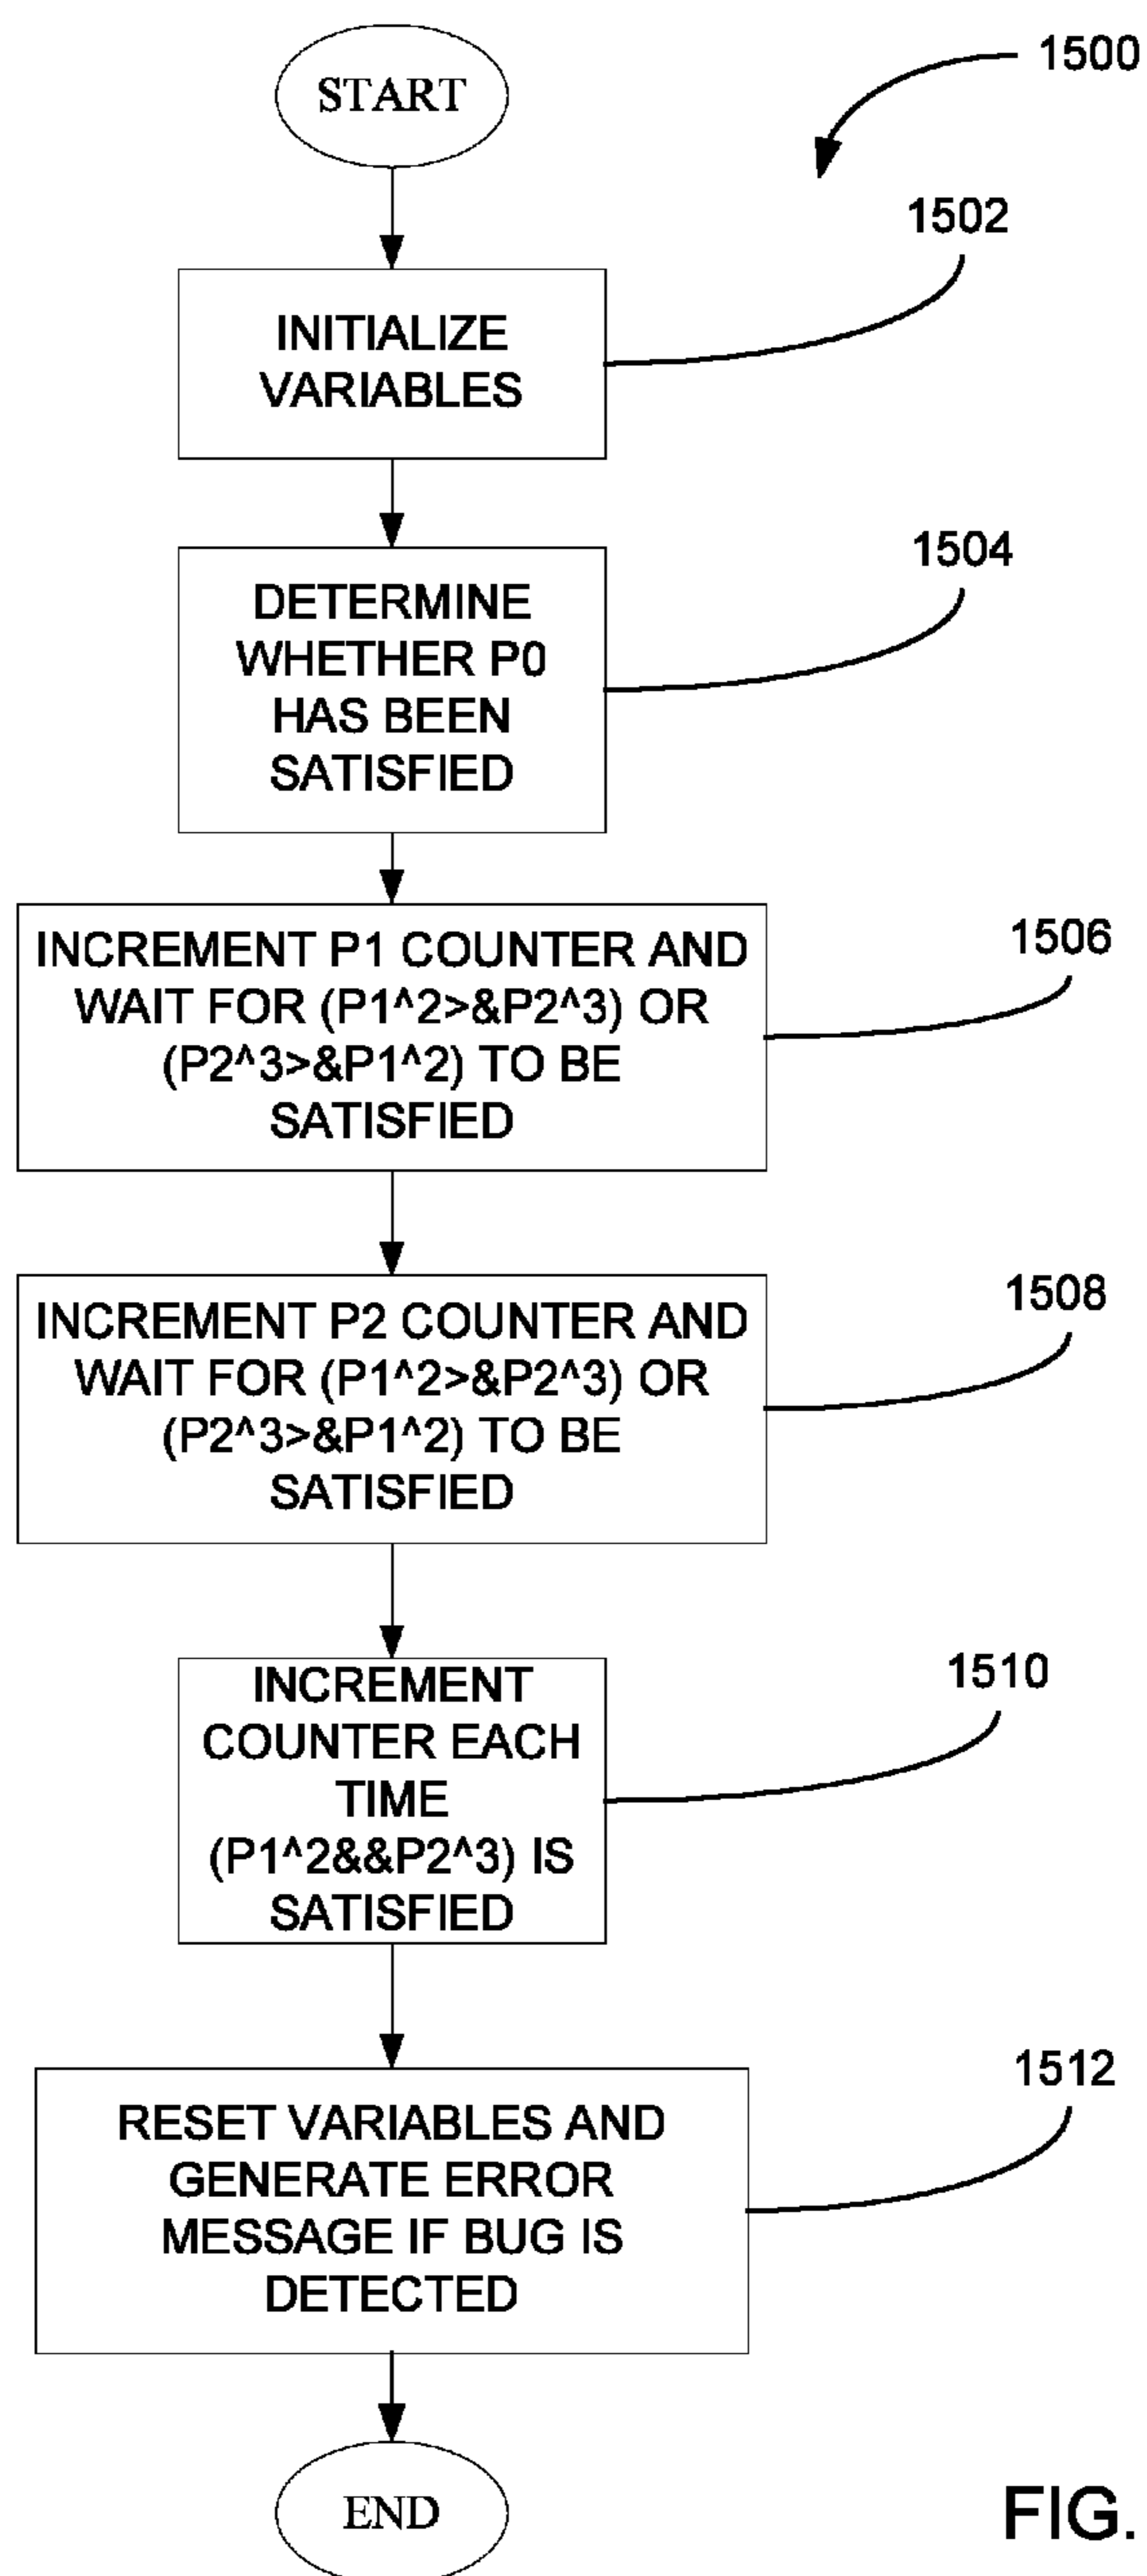 START
1500
1502
INITIALIZE
VARIABLES
1504
DETERMINE
WHETHER P0
HAS BEEN
SATISFIED
1506
INCREMENT P1 COUNTER AND
WAIT FOR (P1^2>&P2^3) OR
(P2^3>&P1^2) TO BE
SATISFIED
1508
INCREMENT P2 COUNTER AND
WAIT FOR (P1^2>&P2^3) OR
(P2^3>&P1^2) TO BE
SATISFIED
1510
INCREMENT
COUNTER EACH
TIME
(P1^2&&P2^3) IS
SATISFIED
1512
RESET VARIABLES AND
GENERATE ERROR
MESSAGE IF BUG IS
DETECTED
END
FIG.